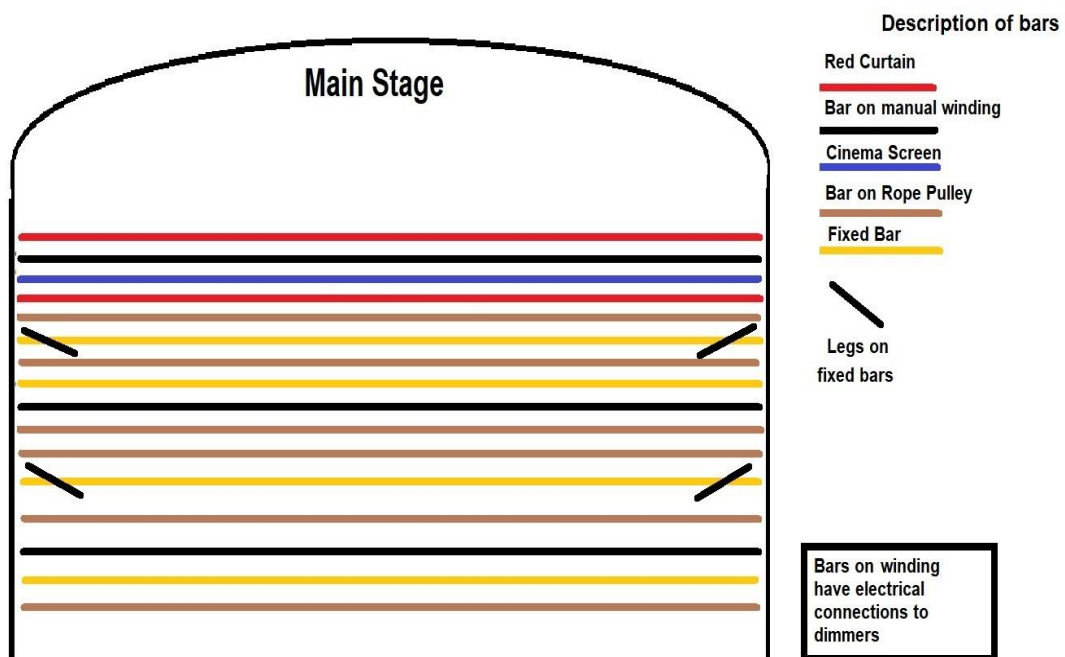 Description of bars
Main Stage
Red Curtain
Bar on manual winding
Cinema Screen
Bar on Rope Pulley
Fixed Bar
Legs on
fixed bars
Bars on winding
have electrical
connections to
dimmers